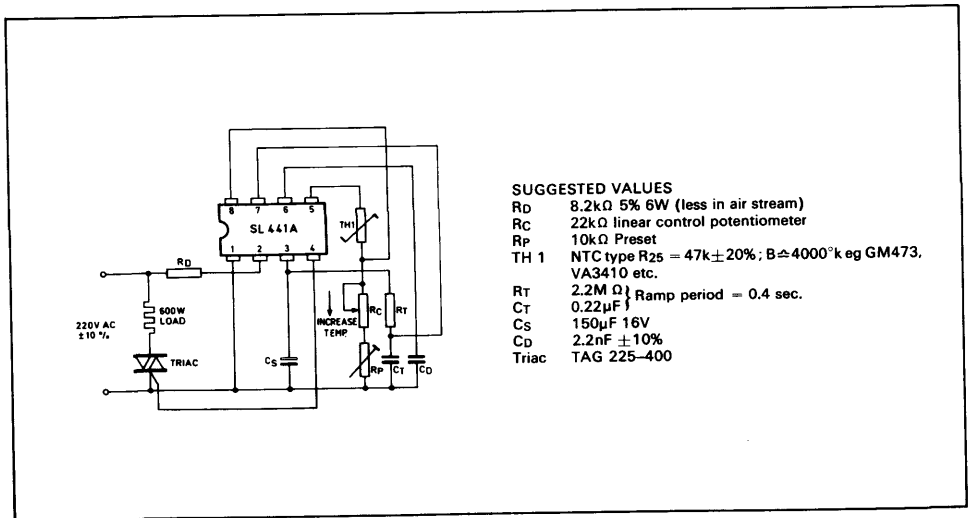 8 7 6 5
SL 441A
1 2 3 4
TH1
RD
600W
LOAD
220V AC
±10 %
TRIAC
CS
INCREASE
TEMP.
RC
RT
RP
CT
CD
SUGGESTED VALUES
RD 8.2kΩ 5% 6W (less in air stream)
RC 22kΩ linear control potentiometer
RP 10kΩ Preset
TH 1 NTC type R25 = 47k±20%; B≏4000°k eg GM473,
VA3410 etc.
RT 2.2M Ω } Ramp period = 0.4 sec.
CT 0.22µF
CS 150µF 16V
CD 2.2nF ±10%
Triac TAG 225–400